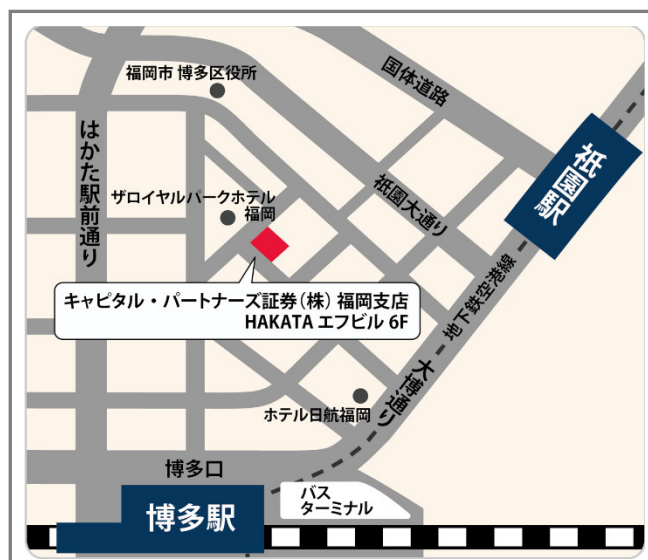 福岡市 博多区役所
国体道路
祇園駅
はかた駅前通り
ザロイヤルパークホテル
福岡
祇園大通り
キャピタル・パートナーズ証券(株) 福岡支店
HAKATA エフビル 6F
地下鉄空港線
大博通り
ホテル日航福岡
博多口
博多駅
バス
ターミナル